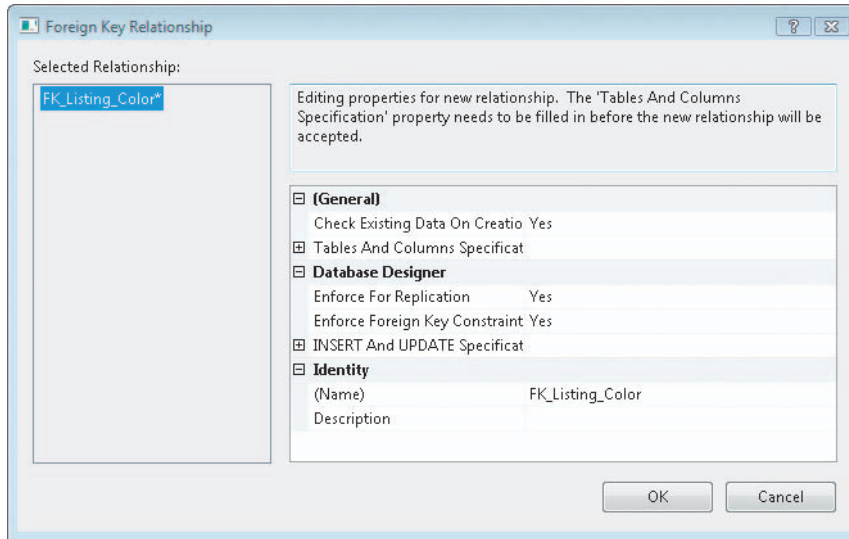 Foreign Key Relationship
Selected Relationship:
FK_Listing_Color*
Editing properties for new relationship. The 'Tables And Columns
Specification' property needs to be filled in before the new relationship will be
accepted.
(General)
Check Existing Data On Creatio Yes
Tables And Columns Specificat
Database Designer
Enforce For Replication Yes
Enforce Foreign Key Constraint Yes
INSERT And UPDATE Specificat
Identity
(Name) FK_Listing_Color
Description
OK Cancel